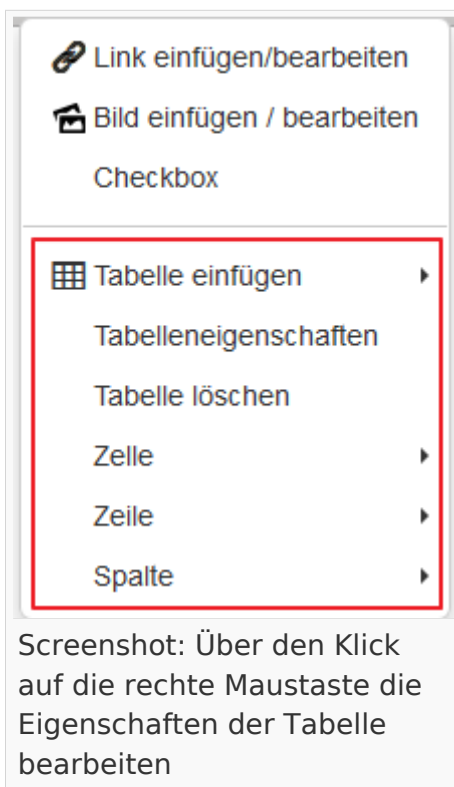 Link einfügen/bearbeiten
Bild einfügen / bearbeiten
Checkbox
Tabelle einfügen
Tabelleneigenschaften
Tabelle löschen
Zelle
Zeile
Spalte
Screenshot: Über den Klick
auf die rechte Maustaste die
Eigenschaften der Tabelle
bearbeiten